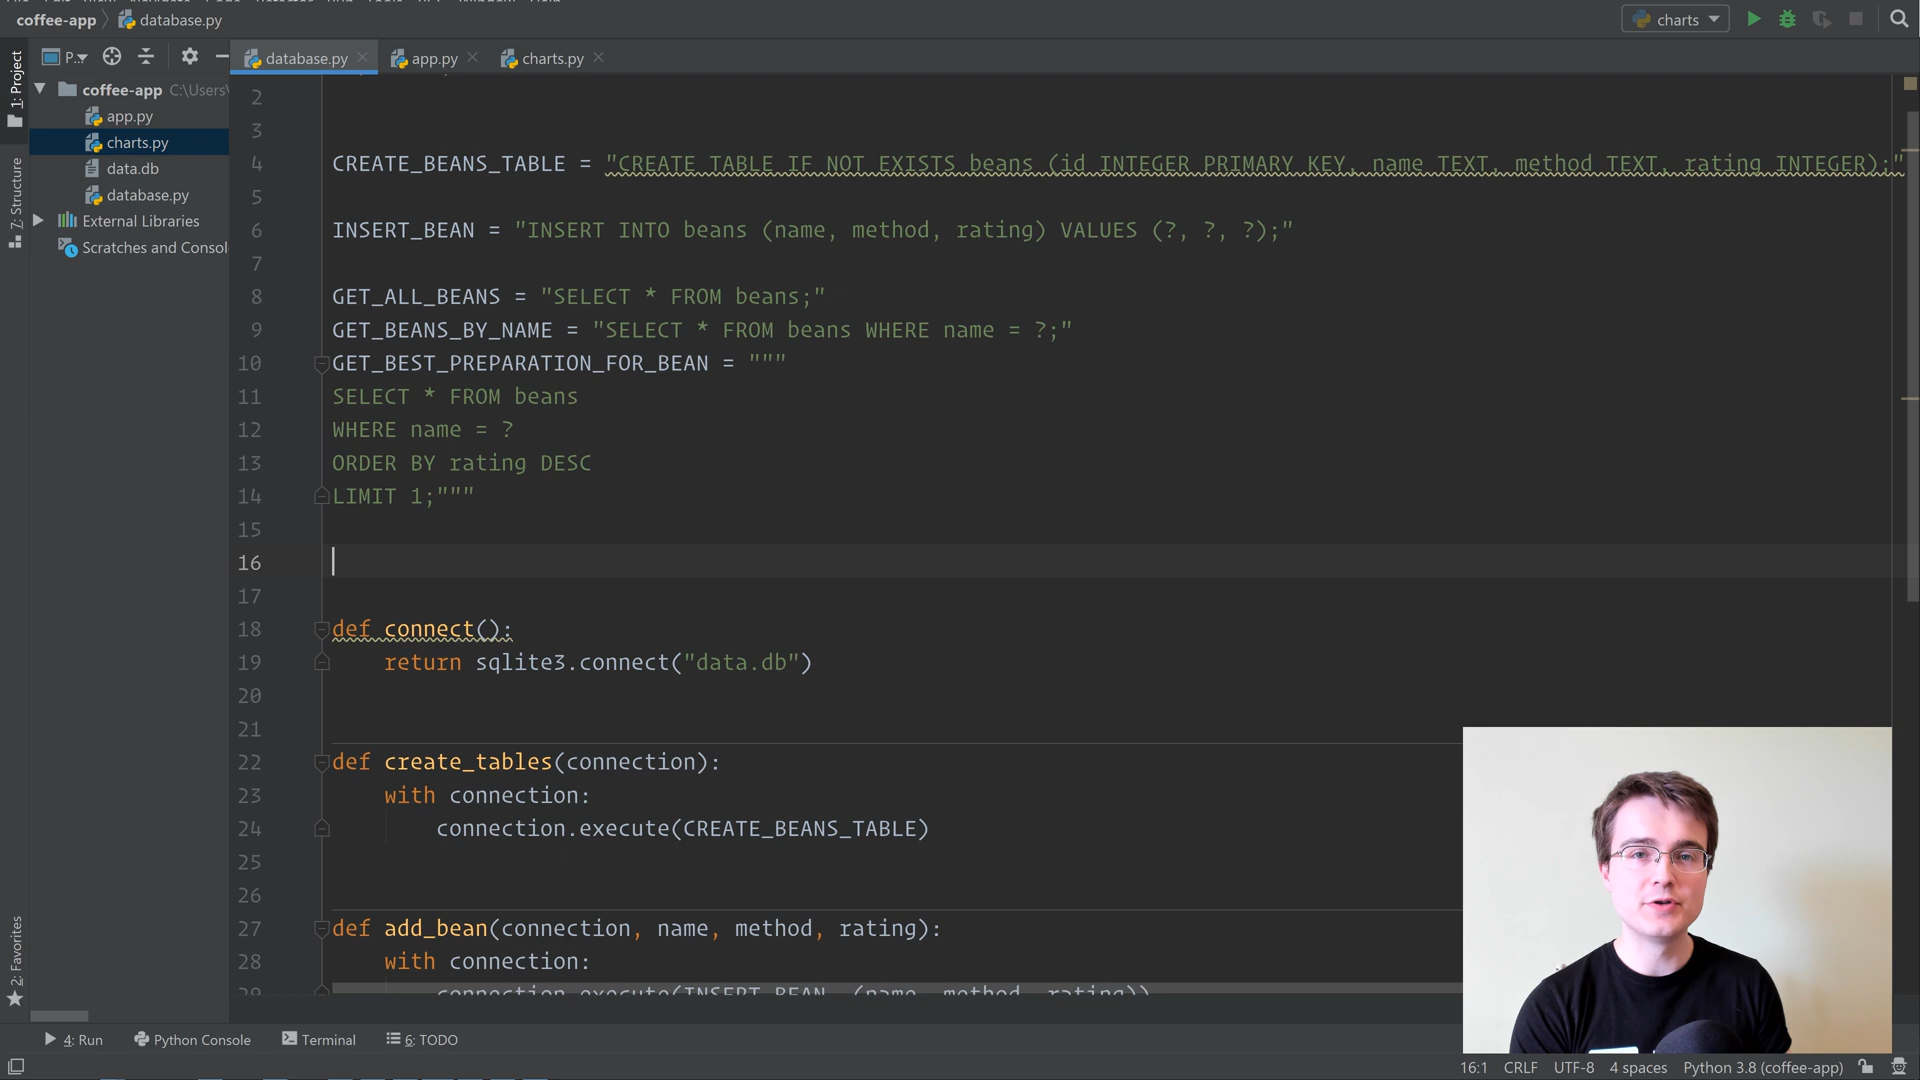 coffee-app database.py
charts
P..
database.py
app.py
charts.py
1: Project
7: Structure
2: Favorites
coffee-app C:\Users\
app.py
charts.py
data.db
database.py
External Libraries
Scratches and Consol
2
3
4 CREATE_BEANS_TABLE = "CREATE TABLE IF NOT EXISTS beans (id INTEGER PRIMARY KEY, name TEXT, method TEXT, rating INTEGER);"
5
6 INSERT_BEAN = "INSERT INTO beans (name, method, rating) VALUES (?, ?, ?);"
7
8 GET_ALL_BEANS = "SELECT * FROM beans;"
9 GET_BEANS_BY_NAME = "SELECT * FROM beans WHERE name = ?;"
10 GET_BEST_PREPARATION_FOR_BEAN = """
11 SELECT * FROM beans
12 WHERE name = ?
13 ORDER BY rating DESC
14 LIMIT 1;"""
15
16
17
18 def connect():
19 return sqlite3.connect("data.db")
20
21
22 def create_tables(connection):
23 with connection:
24 connection.execute(CREATE_BEANS_TABLE)
25
26
27 def add_bean(connection, name, method, rating):
28 with connection:
29 connection.execute(INSERT_BEAN, (name, method, rating))
4: Run
Python Console
Terminal
6: TODO
16:1 CRLF UTF-8 4 spaces Python 3.8 (coffee-app)